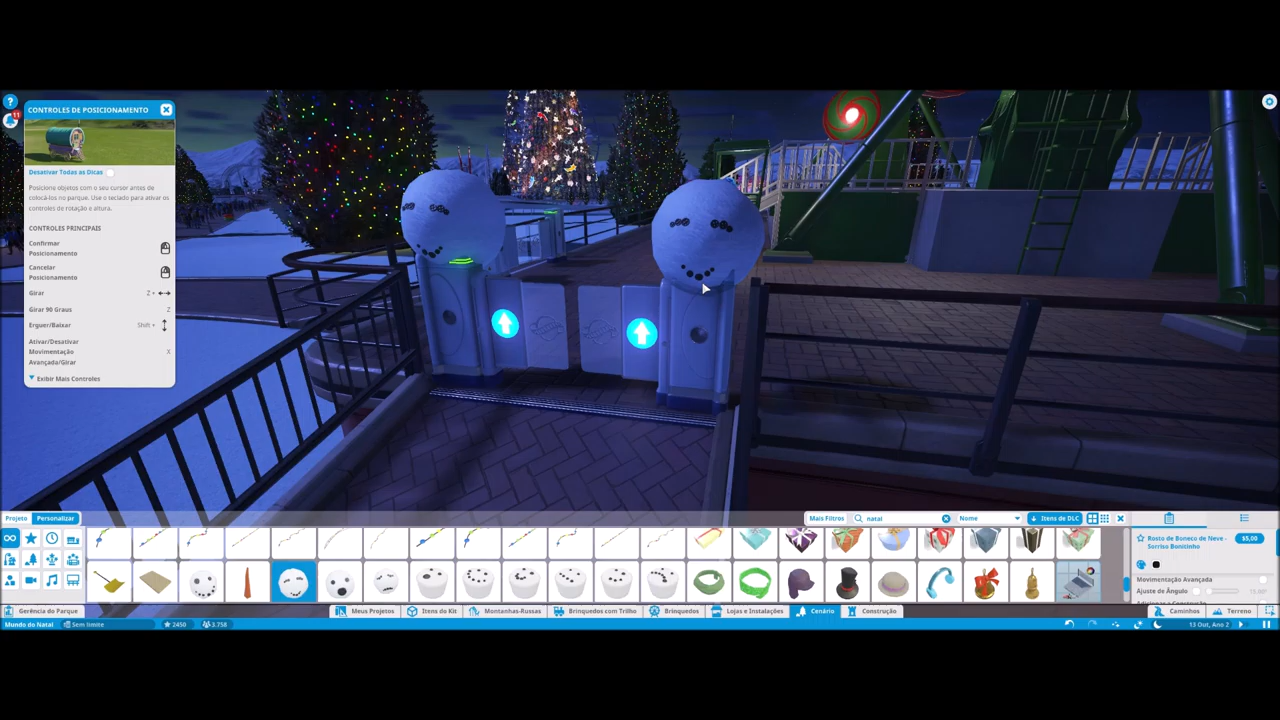 ?
11
CONTROLES DE POSICIONAMENTO
Desativar Todas as Dicas
Posicione objetos com o seu cursor antes de
colocá-los no parque. Use o teclado para ativar os
controles de rotação e altura.
CONTROLES PRINCIPAIS
Confirmar
Posicionamento
Cancelar
Posicionamento
Girar Z +
Girar 90 Graus Z
Erguer/Baixar Shift +
Ativar/Desativar
Movimentação X
Avançada/Girar
Exibir Mais Controles
Projeto Personalizar
Mais Filtros natal Nome Itens de DLC
Rosto de Boneco de Neve - $5,00
Sorriso Bonitinho
Movimentação Avançada
Ajuste de Ângulo
Gerência do Parque Meus Projetos Itens do Kit Montanhas-Russas Brinquedos com Trilho Brinquedos Lojas e Instalações Cenário Construção Caminhos Terreno
Mundo do Natal Sem limite 2450 3.758 13 Out, Ano 2